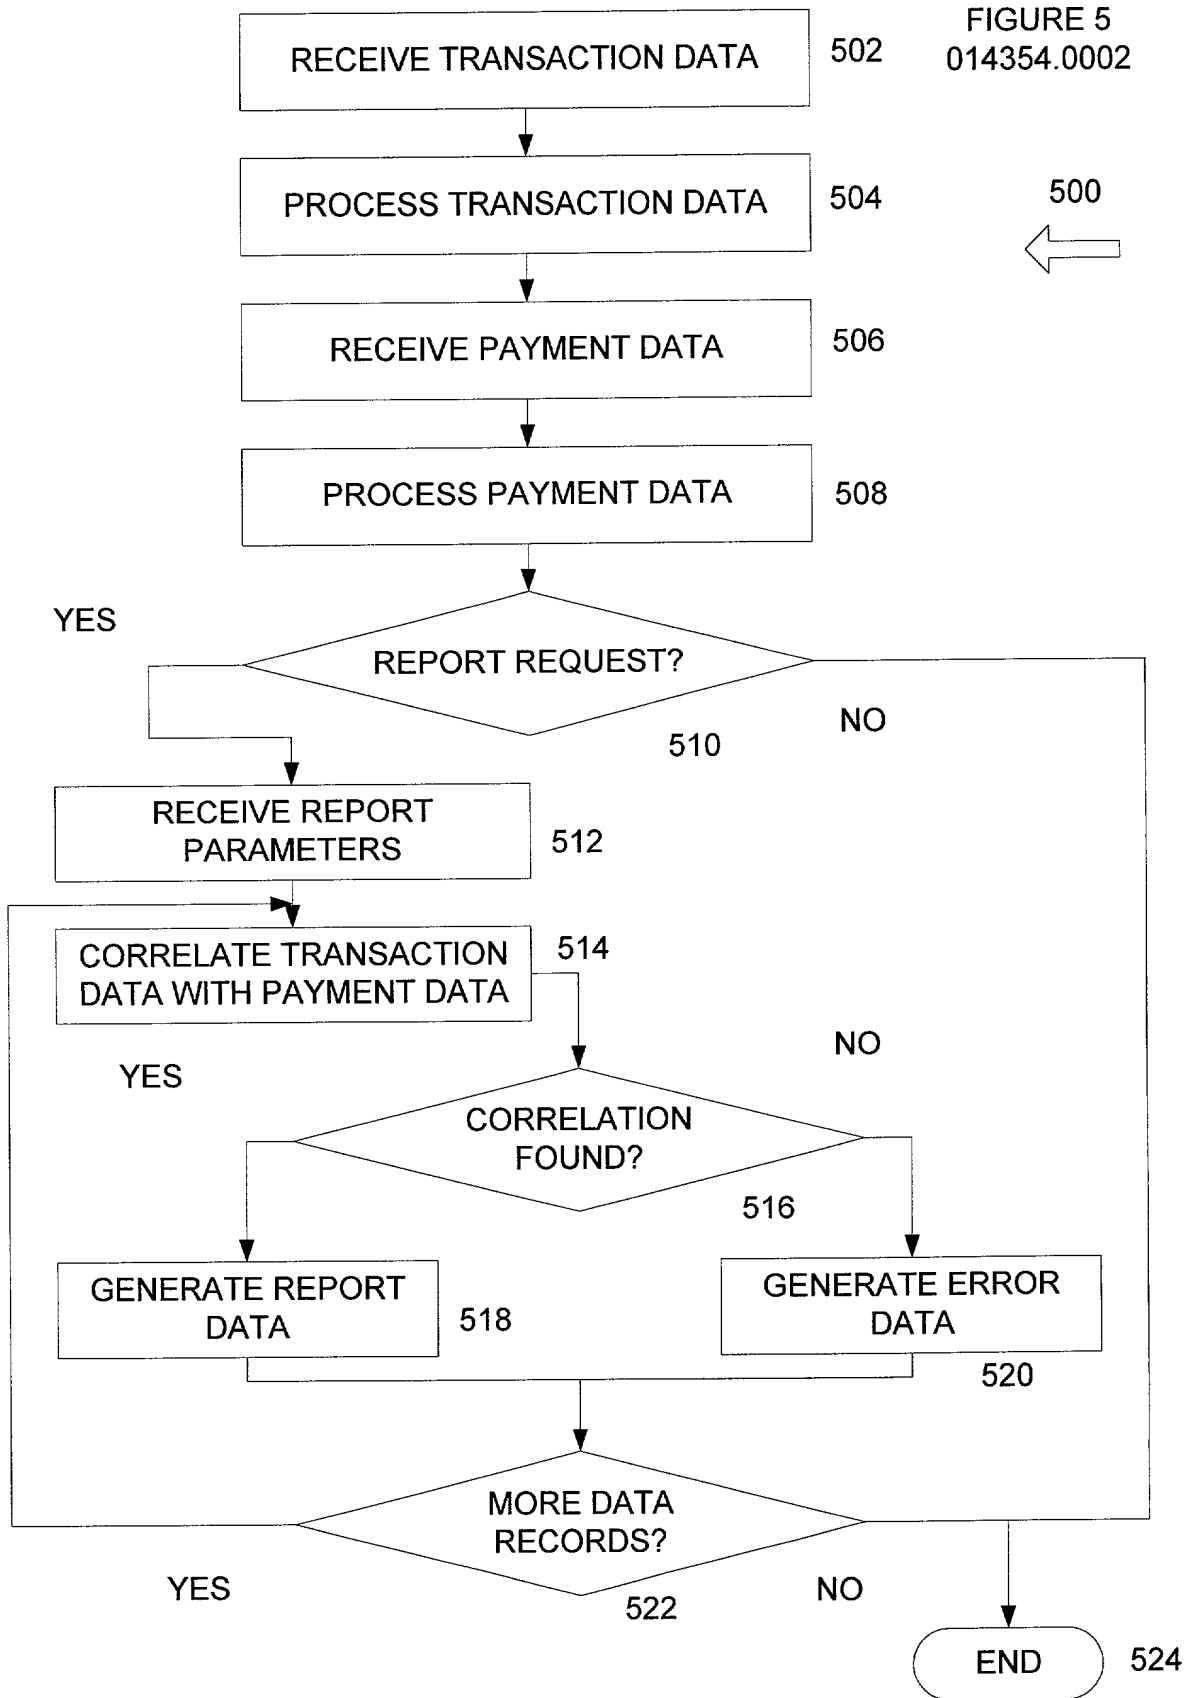 FIGURE 5
014354.0002
RECEIVE TRANSACTION DATA
502
PROCESS TRANSACTION DATA
504
500
RECEIVE PAYMENT DATA
506
PROCESS PAYMENT DATA
508
YES
REPORT REQUEST?
NO
510
RECEIVE REPORT
PARAMETERS
512
CORRELATE TRANSACTION
DATA WITH PAYMENT DATA
514
YES
NO
CORRELATION
FOUND?
516
GENERATE REPORT
DATA
518
GENERATE ERROR
DATA
520
MORE DATA
RECORDS?
YES
522
NO
END
524